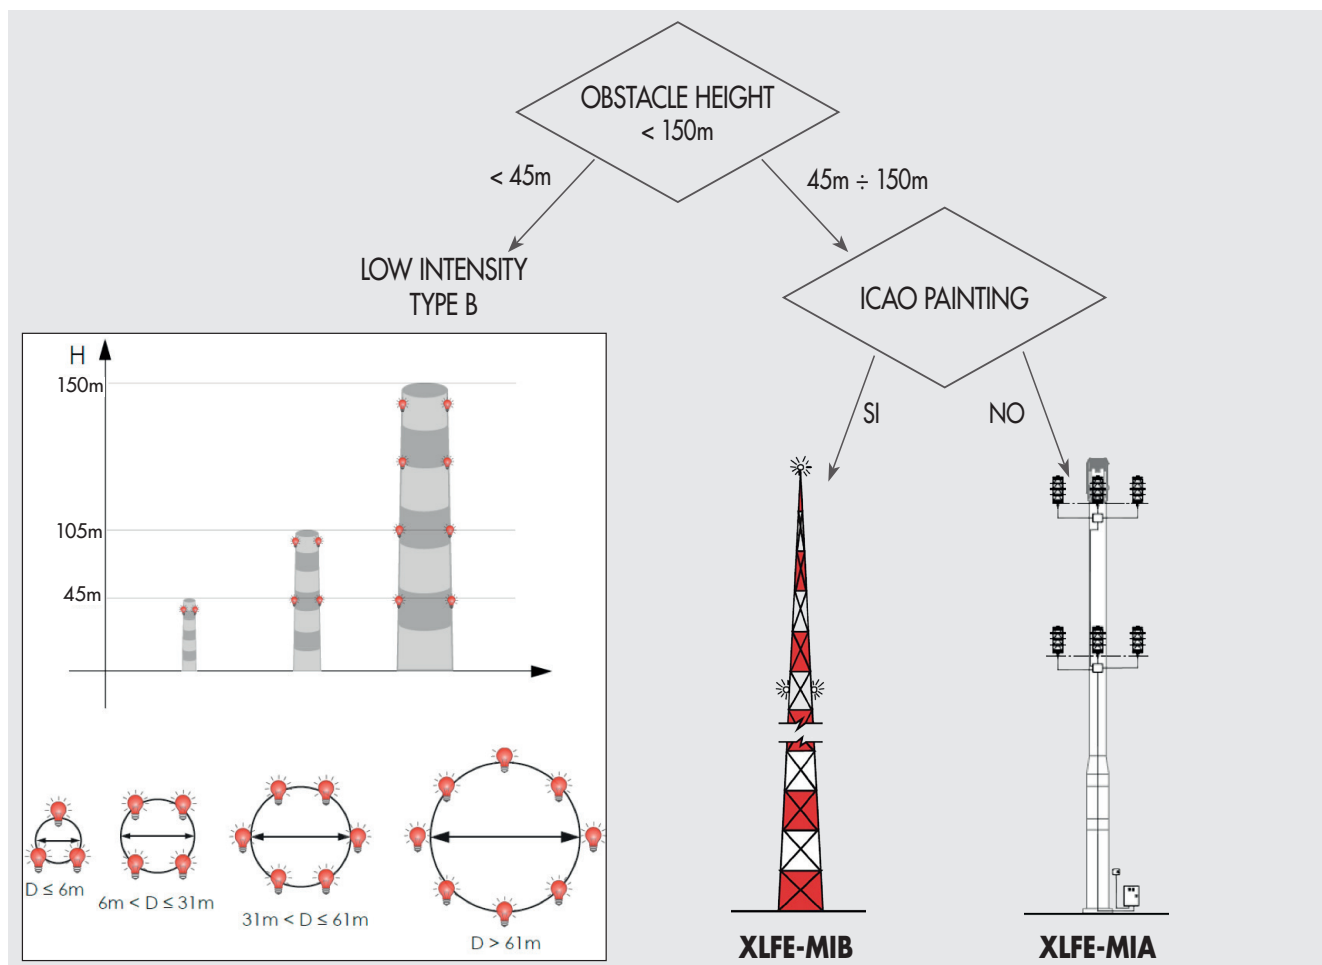 OBSTACLE HEIGHT
< 150m
< 45m
45m ÷ 150m
LOW INTENSITY
TYPE B
ICAO PAINTING
SI
NO
H
150m
105m
45m
D ≤ 6m
6m < D ≤ 31m
31m < D ≤ 61m
D > 61m
XLFE-MIB
XLFE-MIA